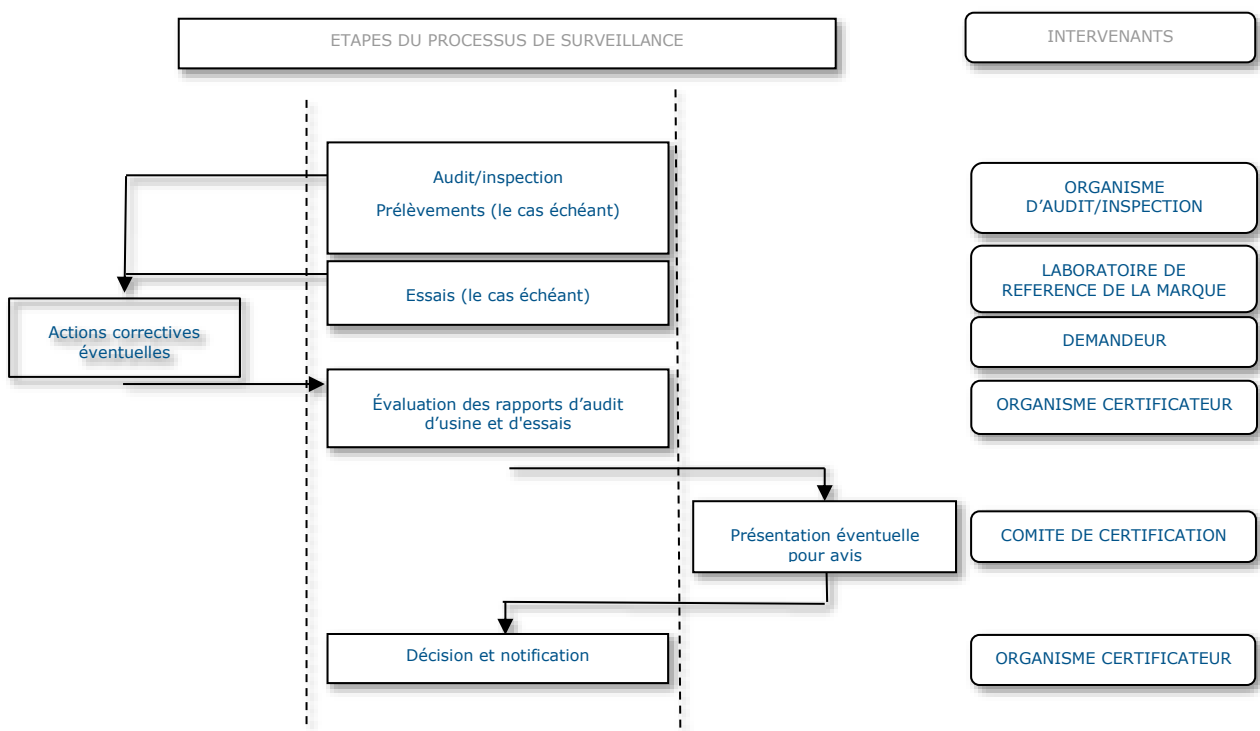 ETAPES DU PROCESSUS DE SURVEILLANCE
INTERVENANTS
Audit/inspection
Prélèvements (le cas échéant)
ORGANISME
D’AUDIT/INSPECTION
Essais (le cas échéant)
LABORATOIRE DE
REFERENCE DE LA MARQUE
Actions correctives
éventuelles
DEMANDEUR
Évaluation des rapports d’audit
d’usine et d'essais
ORGANISME CERTIFICATEUR
Présentation éventuelle
pour avis
COMITE DE CERTIFICATION
Décision et notification
ORGANISME CERTIFICATEUR